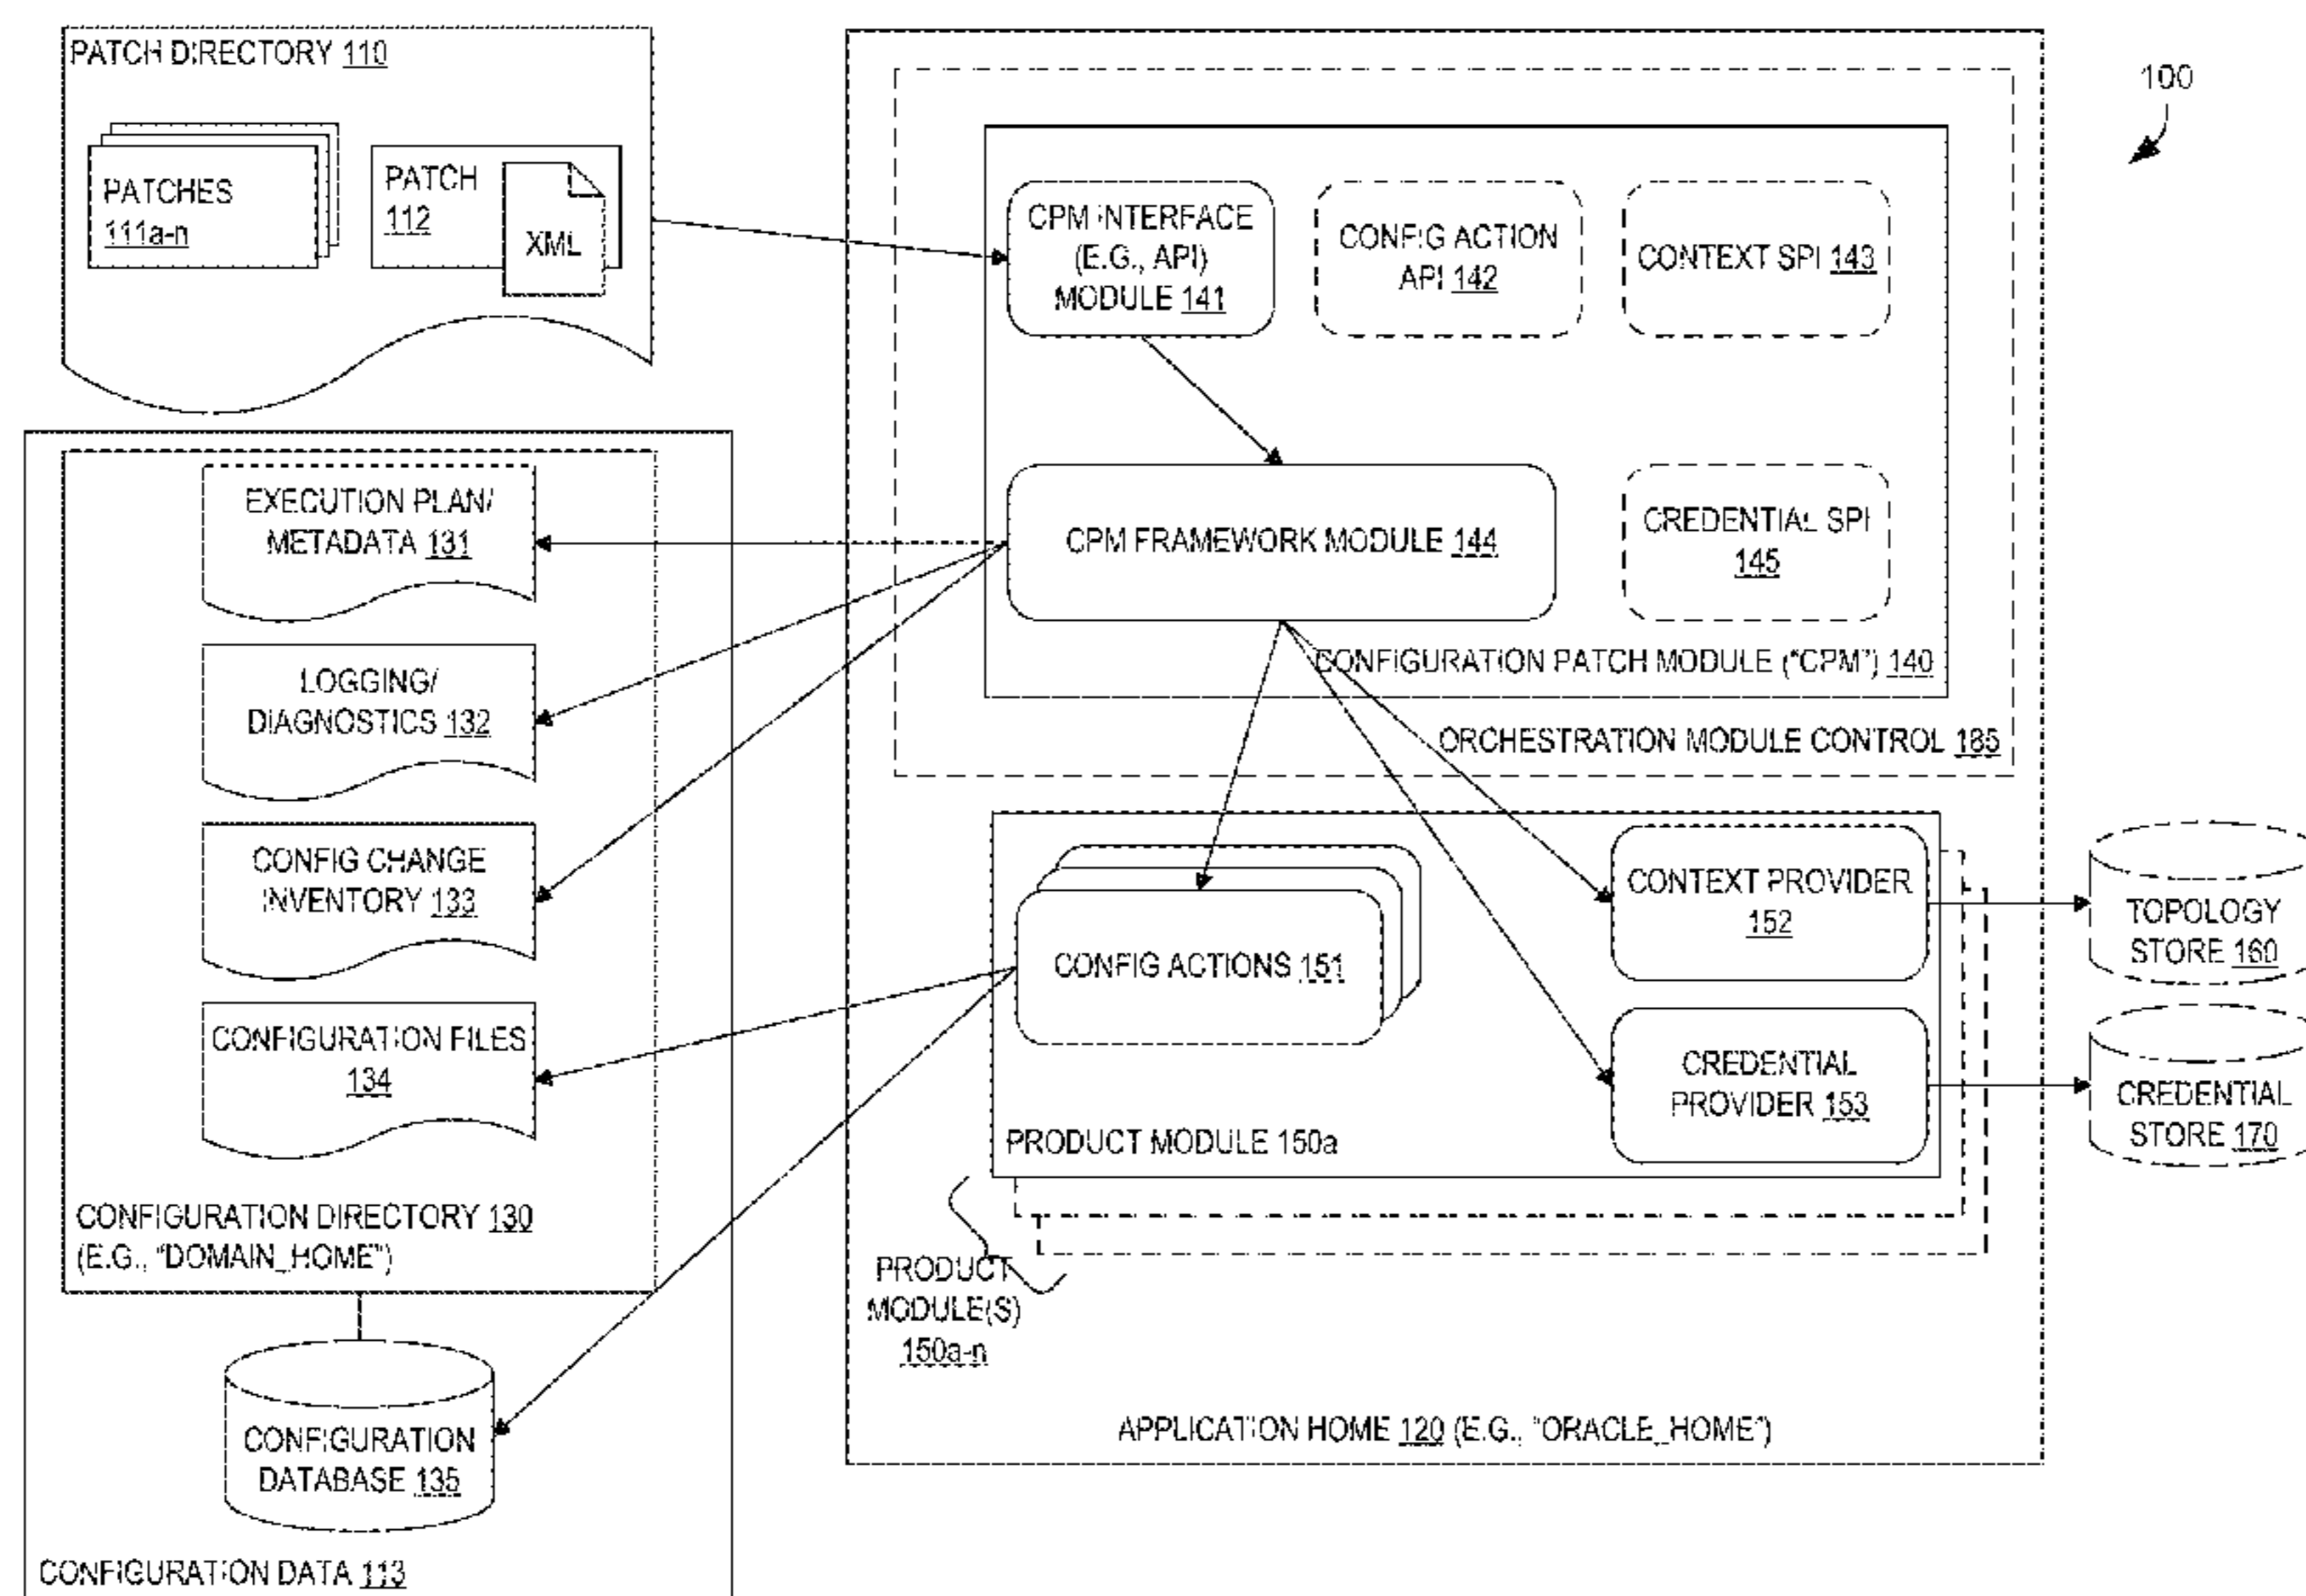 PATCH DIRECTORY 110
PATCHES
111a-n
PATCH
112
XML
100
CPM INTERFACE
(E.G., API)
MODULE 141
CONFIG ACTION
API 142
CONTEXT SPI 143
CPM FRAMEWORK MODULE 144
CREDENTIAL SPI
145
CONFIGURATION PATCH MODULE ("CPM") 140
ORCHESTRATION MODULE CONTROL 185
EXECUTION PLAN/
METADATA 131
LOGGING/
DIAGNOSTICS 132
CONFIG CHANGE
INVENTORY 133
CONFIGURATION FILES
134
CONFIGURATION DIRECTORY 130
(E.G., "DOMAIN_HOME")
CONFIGURATION
DATABASE 135
CONFIGURATION DATA 113
CONFIG ACTIONS 151
CONTEXT PROVIDER
152
CREDENTIAL
PROVIDER 153
PRODUCT MODULE 150a
PRODUCT
MODULE(S)
150a-n
TOPOLOGY
STORE 160
CREDENTIAL
STORE 170
APPLICATION HOME 120 (E.G., "ORACLE_HOME")